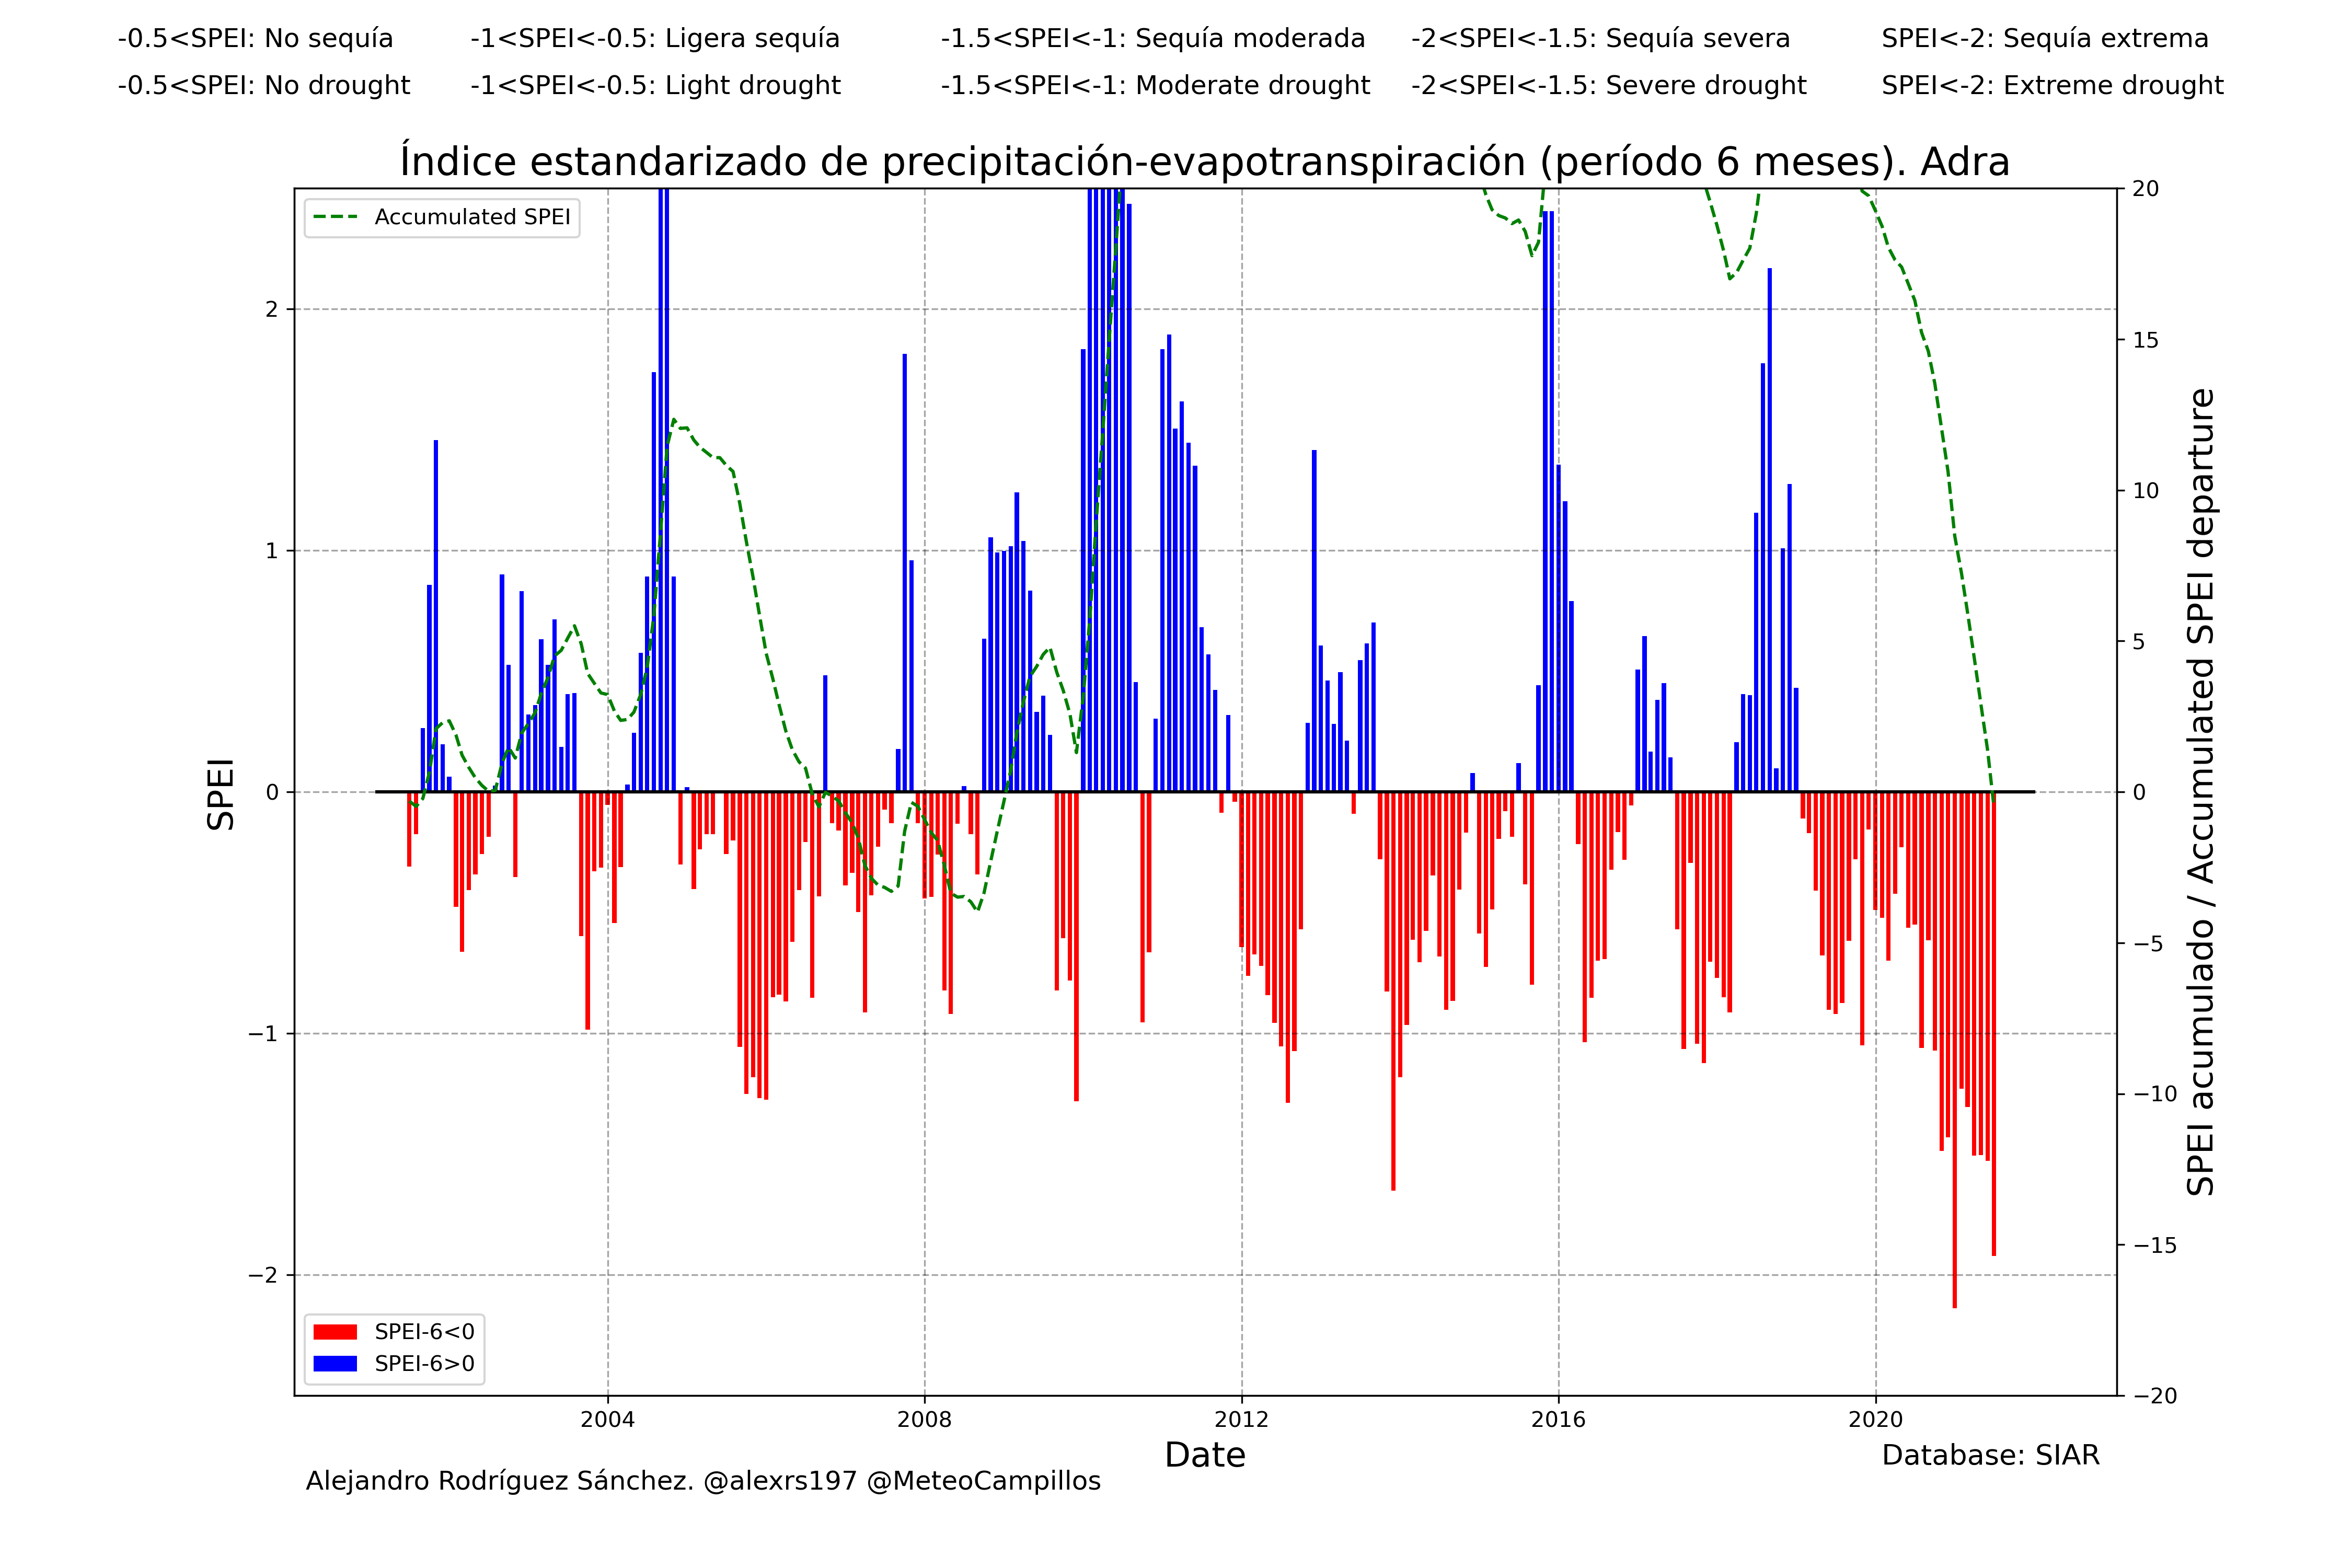 -0.5<SPEI: No sequía -1<SPEI<-0.5: Ligera sequía -1.5<SPEI<-1: Sequía moderada -2<SPEI<-1.5: Sequía severa SPEI<-2: Sequía extrema
-0.5<SPEI: No drought -1<SPEI<-0.5: Light drought -1.5<SPEI<-1: Moderate drought -2<SPEI<-1.5: Severe drought SPEI<-2: Extreme drought
Índice estandarizado de precipitación-evapotranspiración (período 6 meses). Adra
Accumulated SPEI
SPEI
2
1
0
−1
−2
20
15
10
5
0
−5
−10
−15
−20
SPEI acumulado / Accumulated SPEI departure
SPEI-6<0
SPEI-6>0
2004 2008 2012 2016 2020
Date
Database: SIAR
Alejandro Rodríguez Sánchez. @alexrs197 @MeteoCampillos